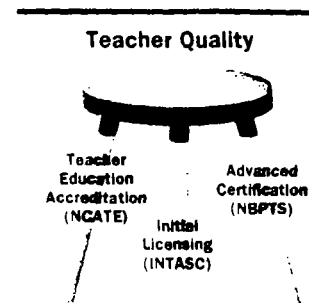 Teacher Quality
Teacher
Education
Accreditation
(NCATE)
Initial
Licensing
(INTASC)
Advanced
Certification
(NBPTS)